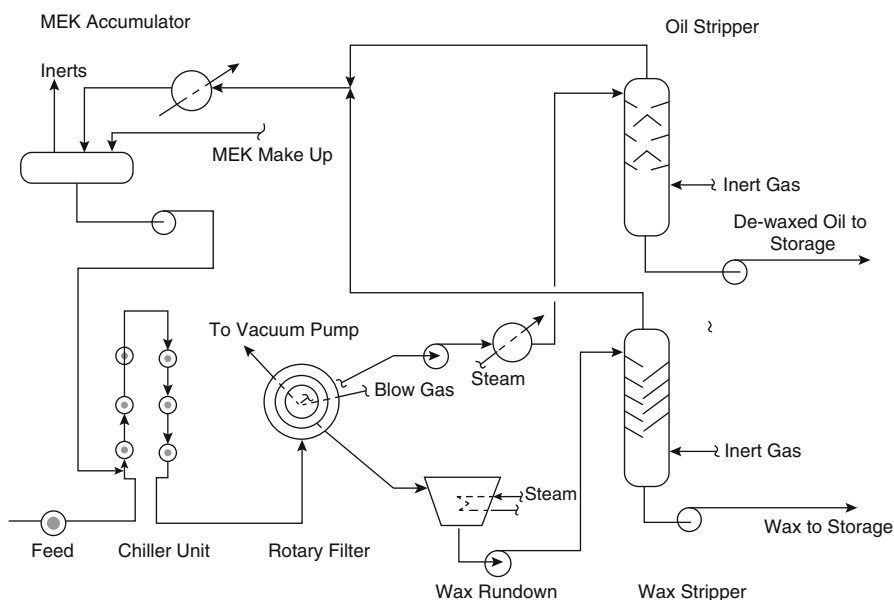 MEK Accumulator
Oil Stripper
Inerts
MEK Make Up
Inert Gas
De-waxed Oil to
Storage
To Vacuum Pump
Blow Gas
Steam
Inert Gas
Steam
Wax to Storage
Feed
Chiller Unit
Rotary Filter
Wax Rundown
Wax Stripper